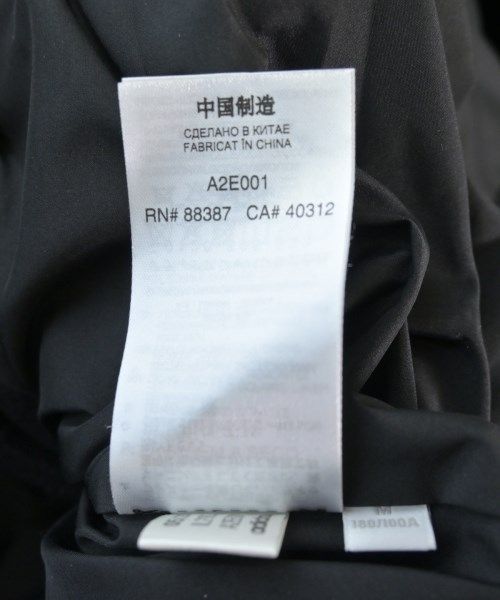 中国制造
СДЕЛАНО В КИТАЕ
FABRICAT ÎN CHINA
A2E001
RN# 88387 CA# 40312